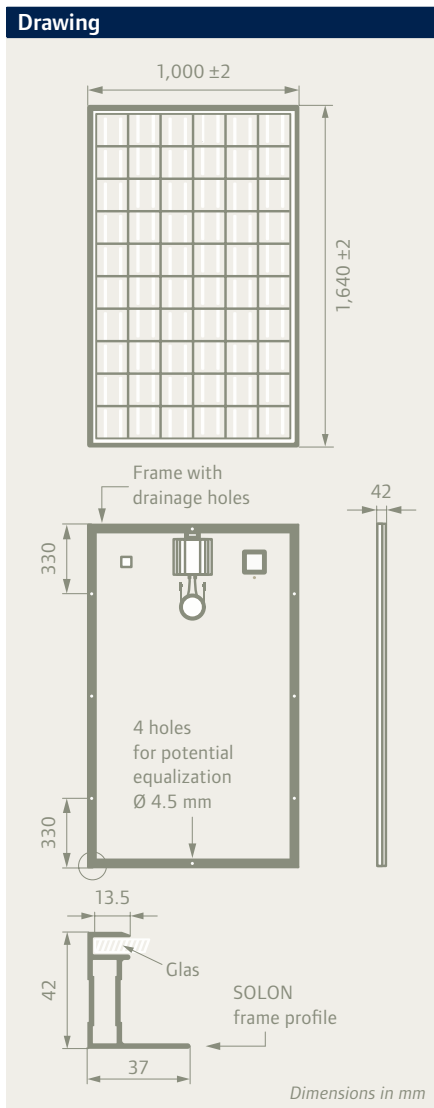 Drawing
1,000 ±2
1,640 ±2
Frame with
drainage holes
42
330
4 holes
for potential
equalization
Ø 4.5 mm
330
13.5
Glas
42
SOLON
frame profile
37
Dimensions in mm